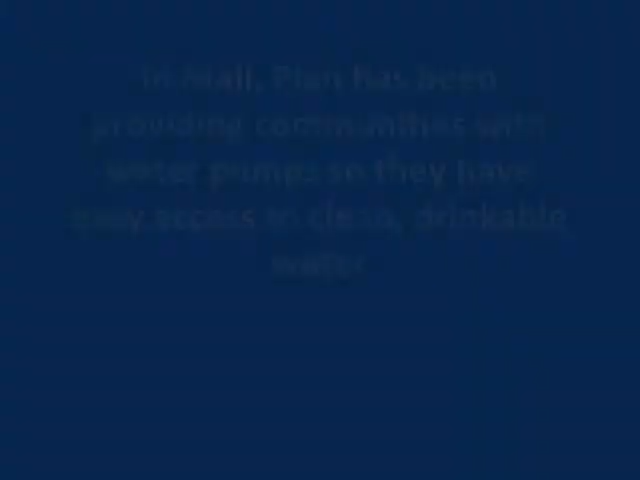 In Mali, Plan has been
providing communities with
water pumps so they have
easy access to clean, drinkable
water